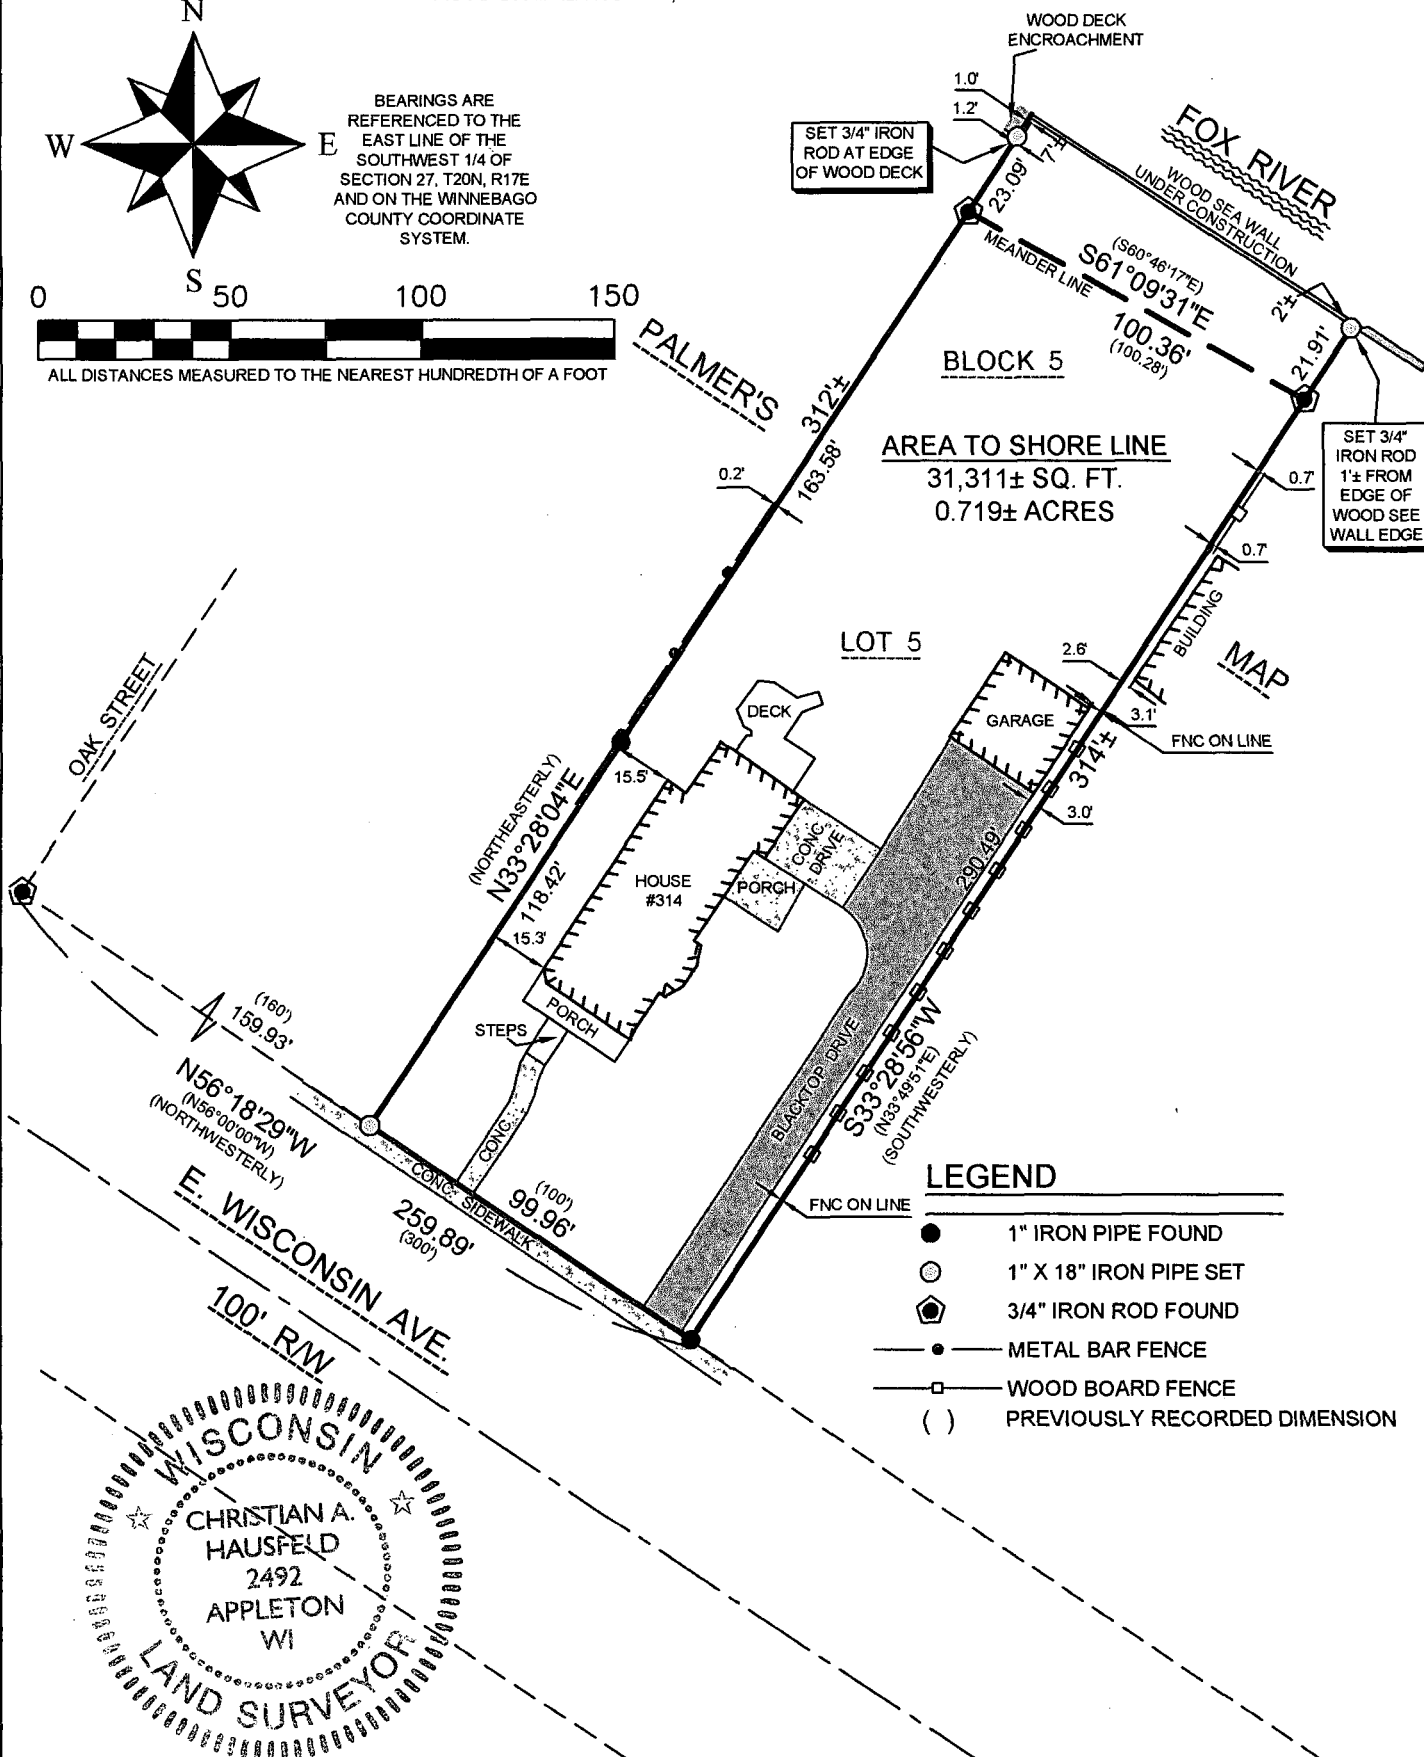 N
W
E
S
BEARINGS ARE
REFERENCED TO THE
EAST LINE OF THE
SOUTHWEST 1/4 OF
SECTION 27, T20N, R17E
AND ON THE WINNEBAGO
COUNTY COORDINATE
SYSTEM.
0 50 100 150
ALL DISTANCES MEASURED TO THE NEAREST HUNDREDTH OF A FOOT
WOOD DECK
ENCROACHMENT
1.0'
1.2'
SET 3/4" IRON
ROD AT EDGE
OF WOOD DECK
7'±
23.09'
FOX RIVER
WOOD SEA WALL
UNDER CONSTRUCTION
MEANDER LINE
(S60°46'17"E)
S61°09'31"E
100.36'
(100.28')
2'±
21.91'
SET 3/4"
IRON ROD
1'± FROM
EDGE OF
WOOD SEE
WALL EDGE
PALMER'S
BLOCK 5
312'±
163.58'
AREA TO SHORE LINE
31,311± SQ. FT.
0.719± ACRES
0.2'
0.7'
0.7'
BUILDING
MAP
LOT 5
2.6'
3.1'
FNC ON LINE
GARAGE
314'±
3.0'
290.49'
OAK STREET
DECK
15.5'
(NORTHEASTERLY)
N33°28'04"E
118.42'
HOUSE
#314
CONC.
DRIVE
PORCH
15.3'
PORCH
STEPS
CONC.
BLACKTOP DRIVE
S33°28'56"W
(N33°49'51"E)
(SOUTHWESTERLY)
FNC ON LINE
(160')
159.93'
N56°18'29"W
(N56°00'00"W)
(NORTHWESTERLY)
CONC. SIDEWALK
(100')
99.96'
259.89'
(300')
E. WISCONSIN AVE.
100' R/W
LEGEND
1" IRON PIPE FOUND
1" X 18" IRON PIPE SET
3/4" IRON ROD FOUND
METAL BAR FENCE
WOOD BOARD FENCE
( ) PREVIOUSLY RECORDED DIMENSION
WISCONSIN
CHRISTIAN A.
HAUSFELD
2492
APPLETON
WI
LAND SURVEYOR